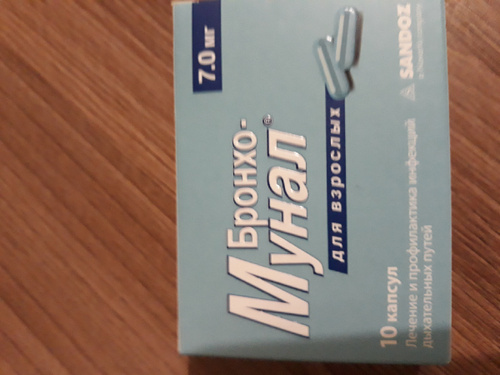 7.0 мг
Бронхо-
Мунал®
для взрослых
10 капсул
Лечение и профилактика инфекций
дыхательных путей
SANDOZ